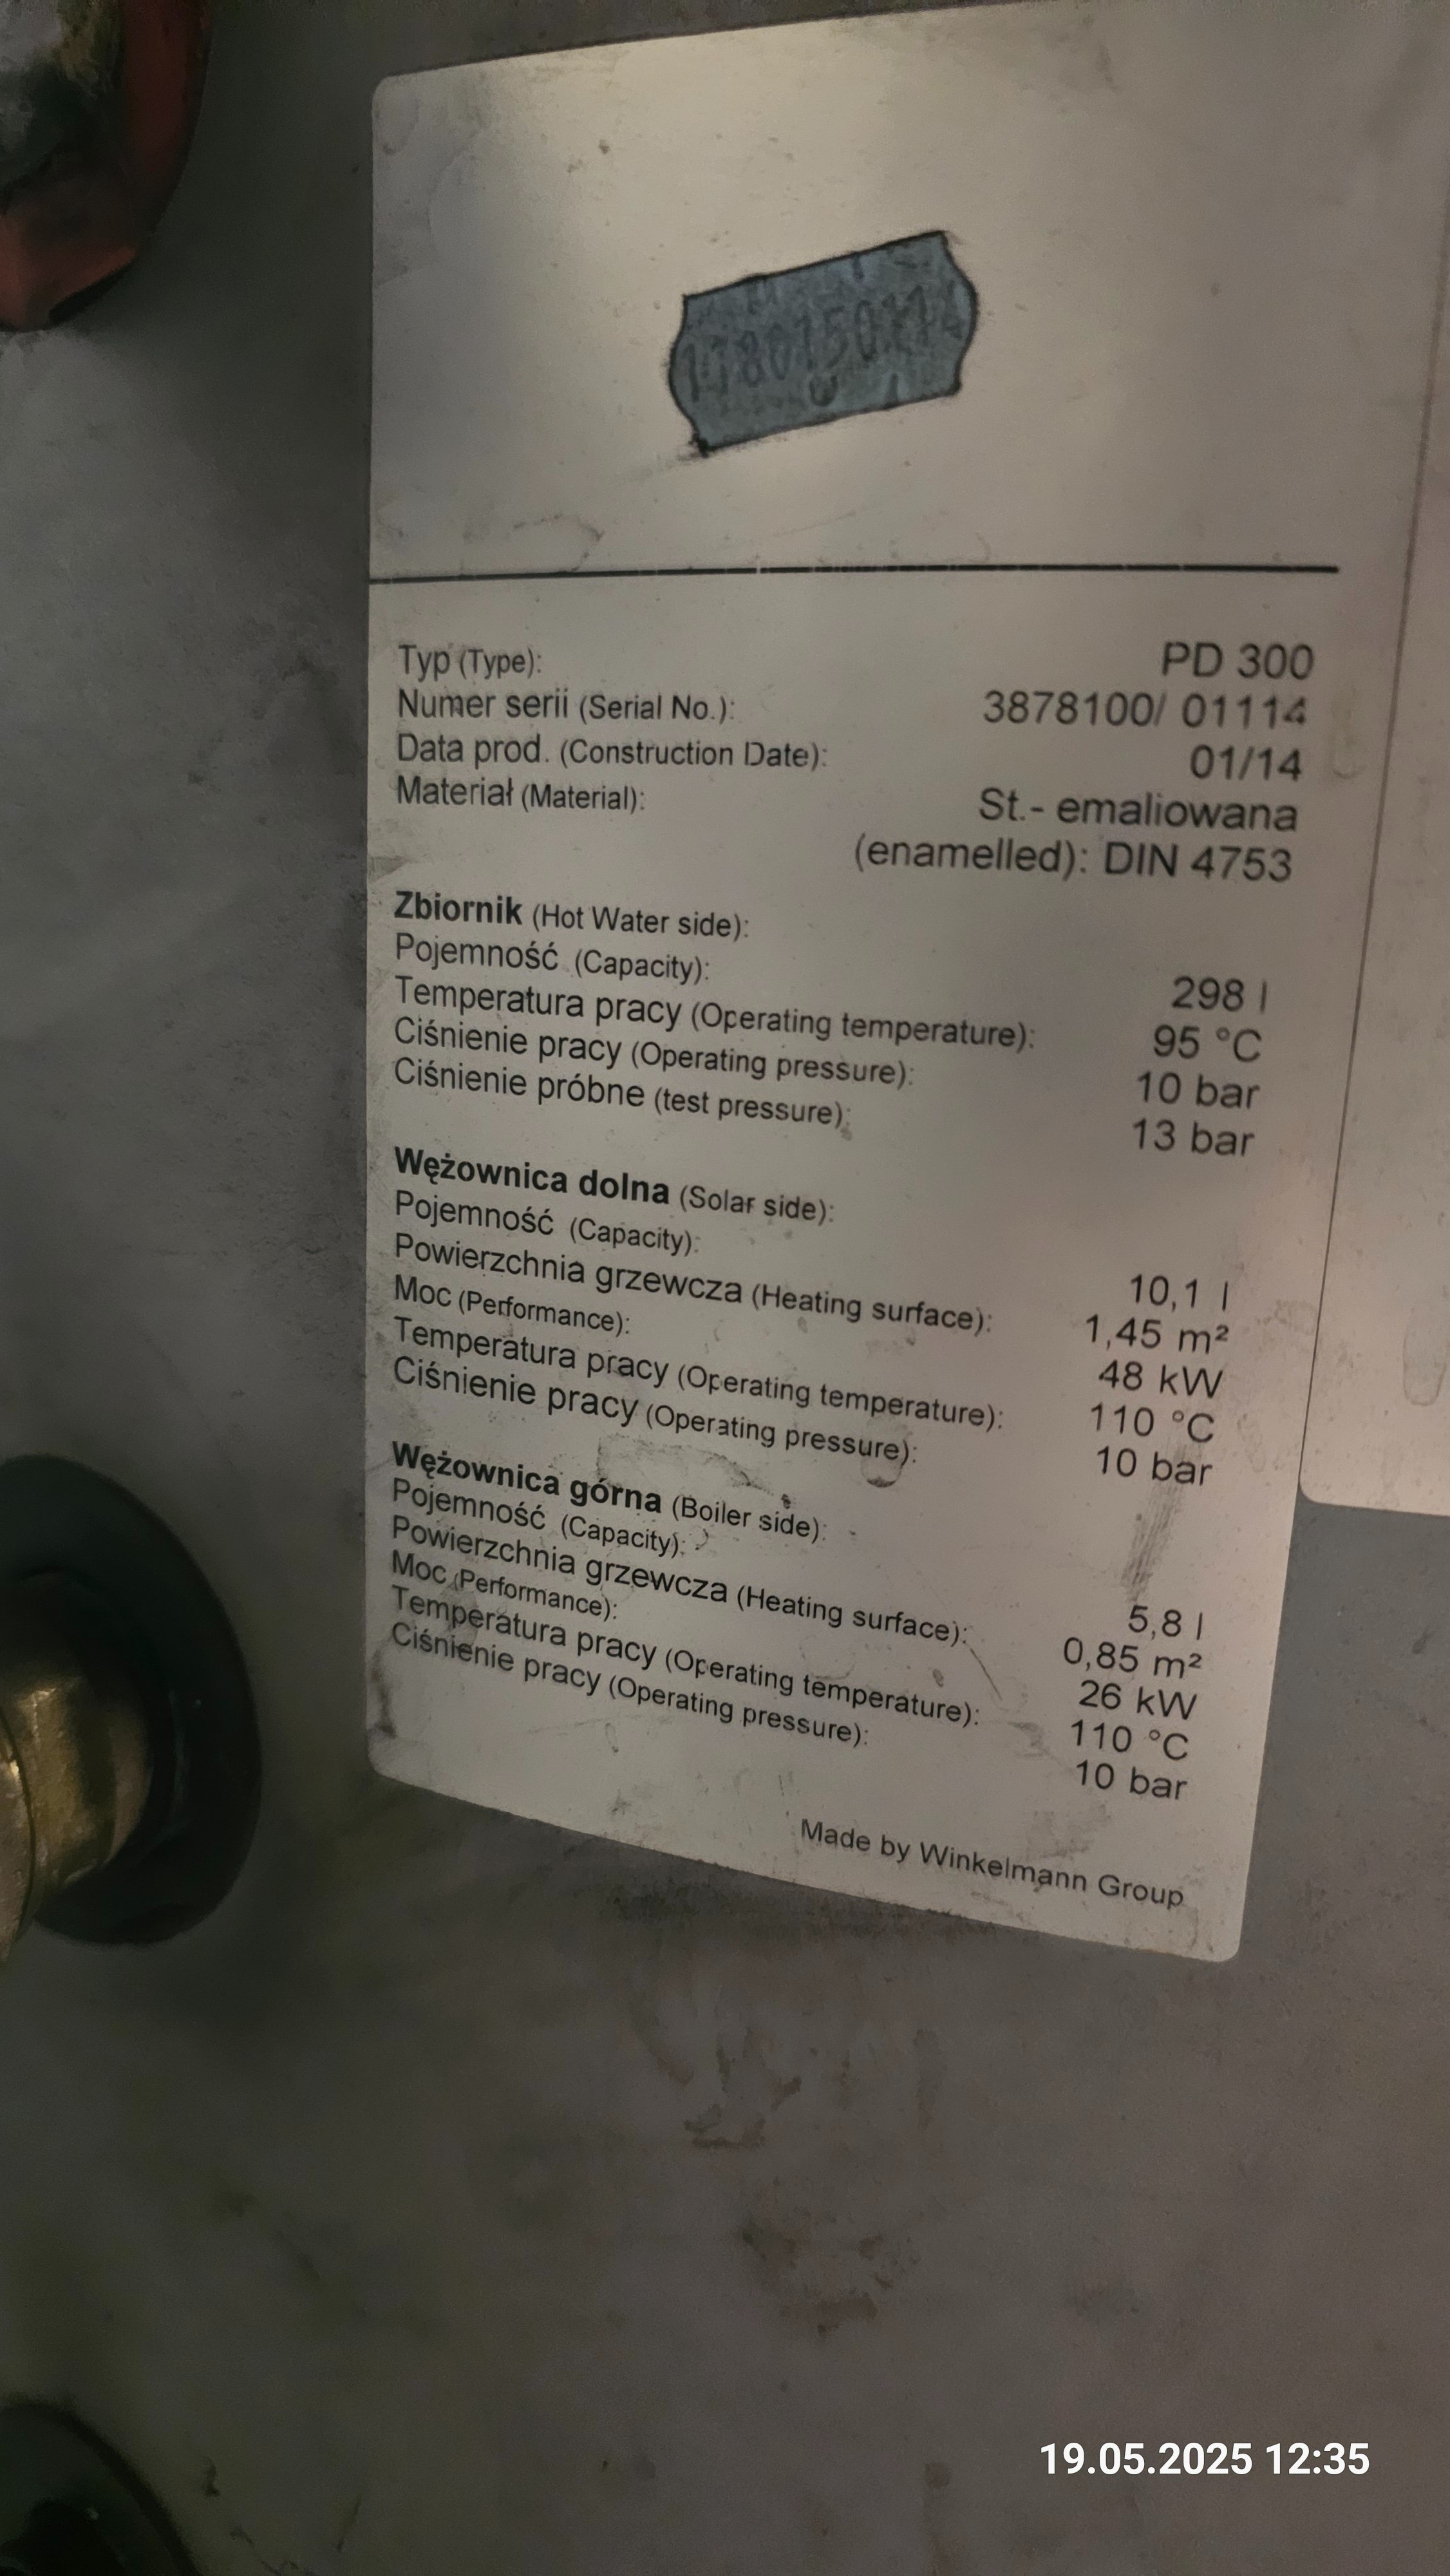 Typ (Type): PD 300
Numer serii (Serial No.): 3878100/ 01114
Data prod. (Construction Date): 01/14
Materiał (Material): St.- emaliowana
(enamelled): DIN 4753
Zbiornik (Hot Water side):
Pojemność (Capacity): 298 l
Temperatura pracy (Operating temperature): 95 °C
Ciśnienie pracy (Operating pressure): 10 bar
Ciśnienie próbne (test pressure): 13 bar
Wężownica dolna (Solar side):
Pojemność (Capacity): 10,1 l
Powierzchnia grzewcza (Heating surface): 1,45 m²
Moc (Performance): 48 kW
Temperatura pracy (Operating temperature): 110 °C
Ciśnienie pracy (Operating pressure): 10 bar
Wężownica górna (Boiler side):
Pojemność (Capacity): 5,8 l
Powierzchnia grzewcza (Heating surface): 0,85 m²
Moc (Performance): 26 kW
Temperatura pracy (Operating temperature): 110 °C
Ciśnienie pracy (Operating pressure): 10 bar
Made by Winkelmann Group
19.05.2025 12:35